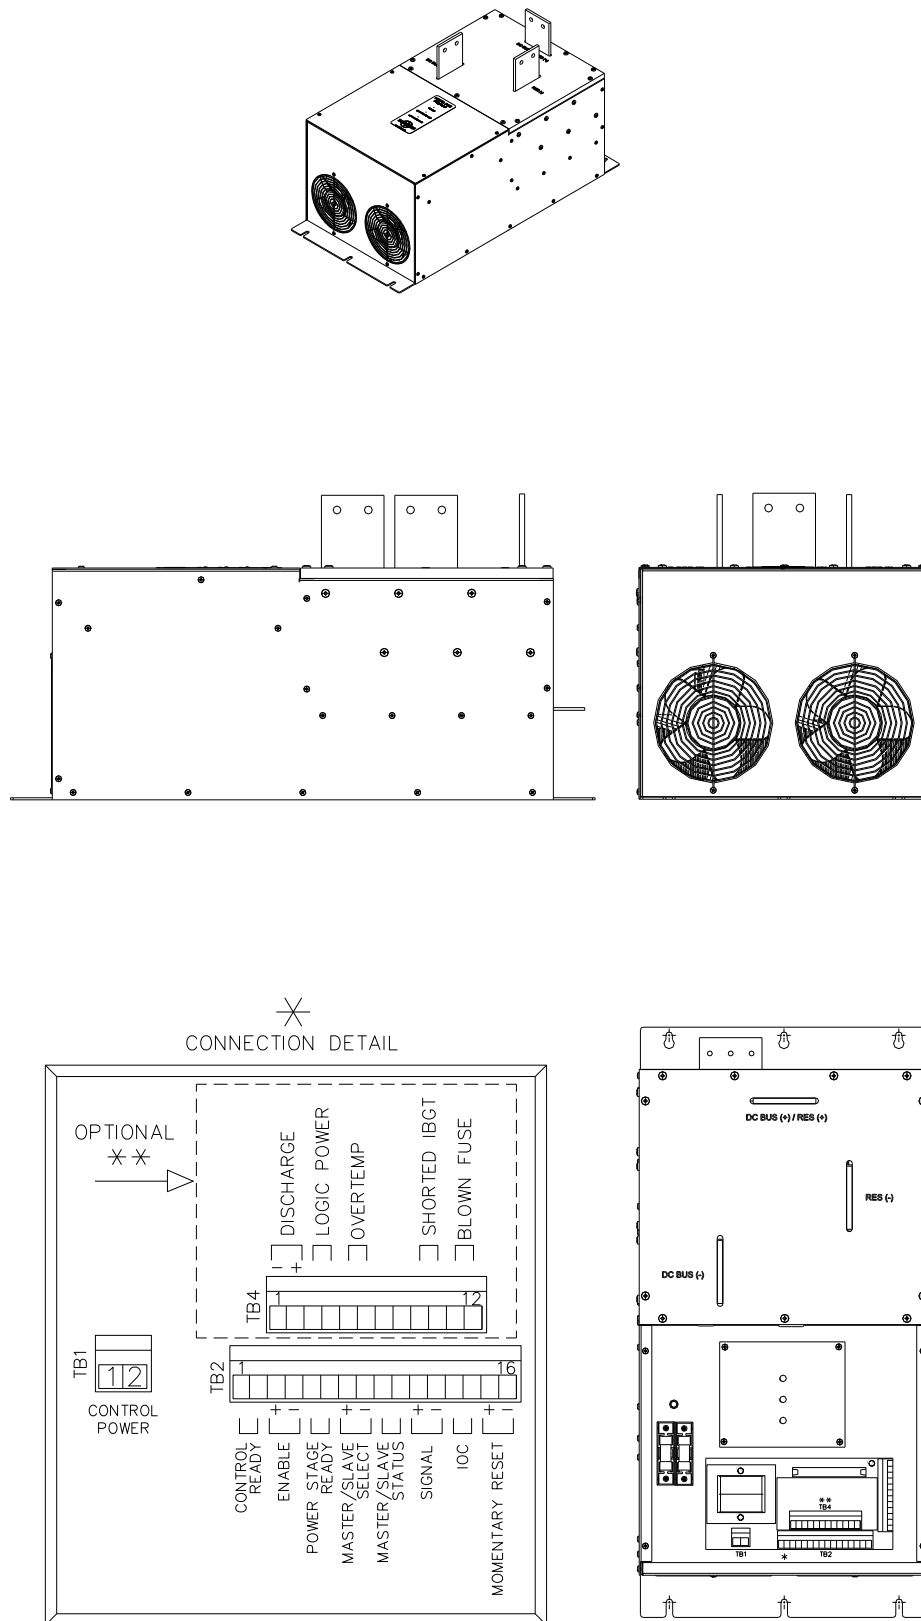 *
CONNECTION DETAIL
OPTIONAL
**
DISCHARGE
LOGIC POWER
OVERTEMP
SHORTED IBGT
BLOWN FUSE
- +
TB4
1 12
TB1
1 2
CONTROL
POWER
TB2
1 16
+ - + - + - + -
CONTROL
READY
ENABLE
POWER STAGE
READY
MASTER/SLAVE
SELECT
MASTER/SLAVE
STATUS
SIGNAL
IOC
MOMENTARY RESET
DC BUS (+) / RES (+)
RES (-)
DC BUS (-)
**
TB4
TB1
*
TB2